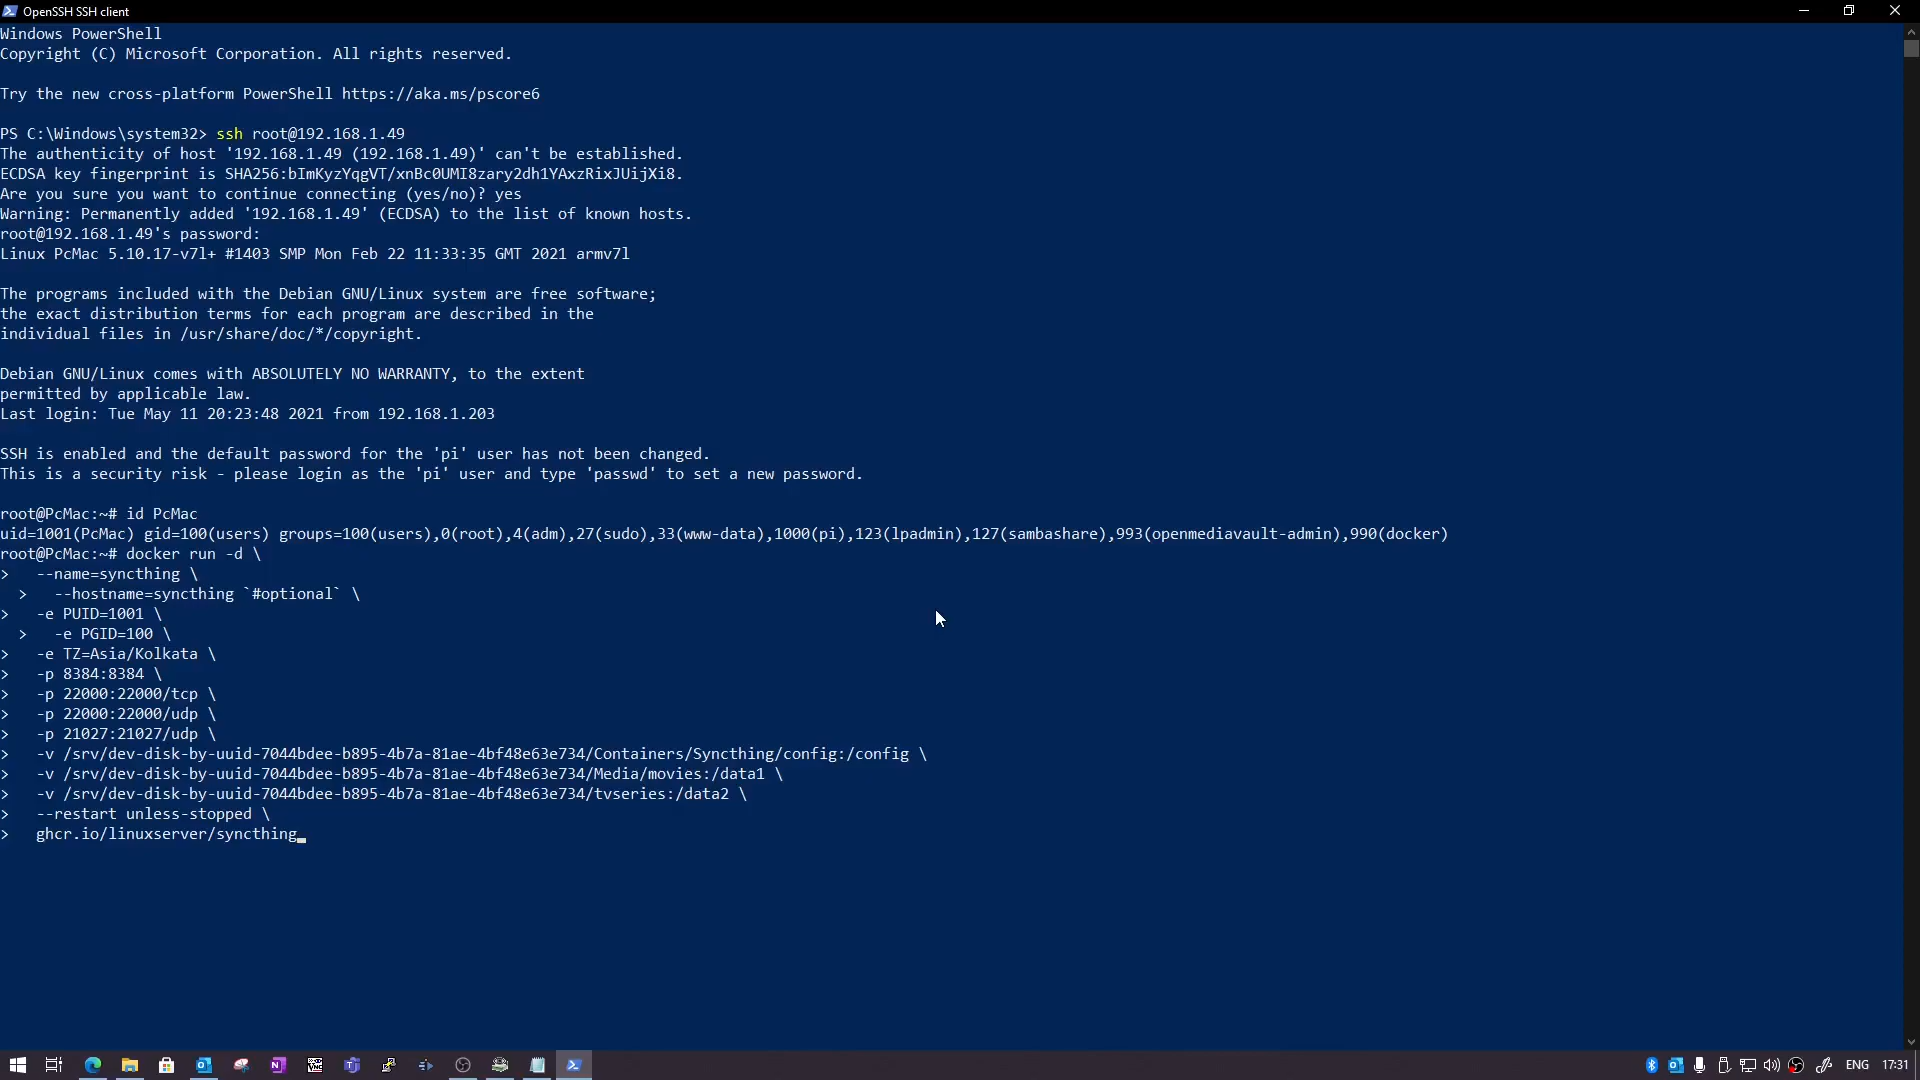 OpenSSH SSH client
Windows PowerShell
Copyright (C) Microsoft Corporation. All rights reserved.
Try the new cross-platform PowerShell https://aka.ms/pscore6
PS C:\Windows\system32> ssh root@192.168.1.49
The authenticity of host '192.168.1.49 (192.168.1.49)' can't be established.
ECDSA key fingerprint is SHA256:bImKyzYqgVT/xnBc0UMI8zary2dh1YAxzRixJUijXi8.
Are you sure you want to continue connecting (yes/no)? yes
Warning: Permanently added '192.168.1.49' (ECDSA) to the list of known hosts.
root@192.168.1.49's password:
Linux PcMac 5.10.17-v7l+ #1403 SMP Mon Feb 22 11:33:35 GMT 2021 armv7l
The programs included with the Debian GNU/Linux system are free software;
the exact distribution terms for each program are described in the
individual files in /usr/share/doc/*/copyright.
Debian GNU/Linux comes with ABSOLUTELY NO WARRANTY, to the extent
permitted by applicable law.
Last login: Tue May 11 20:23:48 2021 from 192.168.1.203
SSH is enabled and the default password for the 'pi' user has not been changed.
This is a security risk - please login as the 'pi' user and type 'passwd' to set a new password.
root@PcMac:~# id PcMac
uid=1001(PcMac) gid=100(users) groups=100(users),0(root),4(adm),27(sudo),33(www-data),1000(pi),123(lpadmin),127(sambashare),993(openmediavault-admin),990(docker)
root@PcMac:~# docker run -d \
>   --name=syncthing \
  >   --hostname=syncthing `#optional` \
>   -e PUID=1001 \
  >   -e PGID=100 \
>   -e TZ=Asia/Kolkata \
>   -p 8384:8384 \
>   -p 22000:22000/tcp \
>   -p 22000:22000/udp \
>   -p 21027:21027/udp \
>   -v /srv/dev-disk-by-uuid-7044bdee-b895-4b7a-81ae-4bf48e63e734/Containers/Syncthing/config:/config \
>   -v /srv/dev-disk-by-uuid-7044bdee-b895-4b7a-81ae-4bf48e63e734/Media/movies:/data1 \
>   -v /srv/dev-disk-by-uuid-7044bdee-b895-4b7a-81ae-4bf48e63e734/tvseries:/data2 \
>   --restart unless-stopped \
>   ghcr.io/linuxserver/syncthing
ENG 17:31